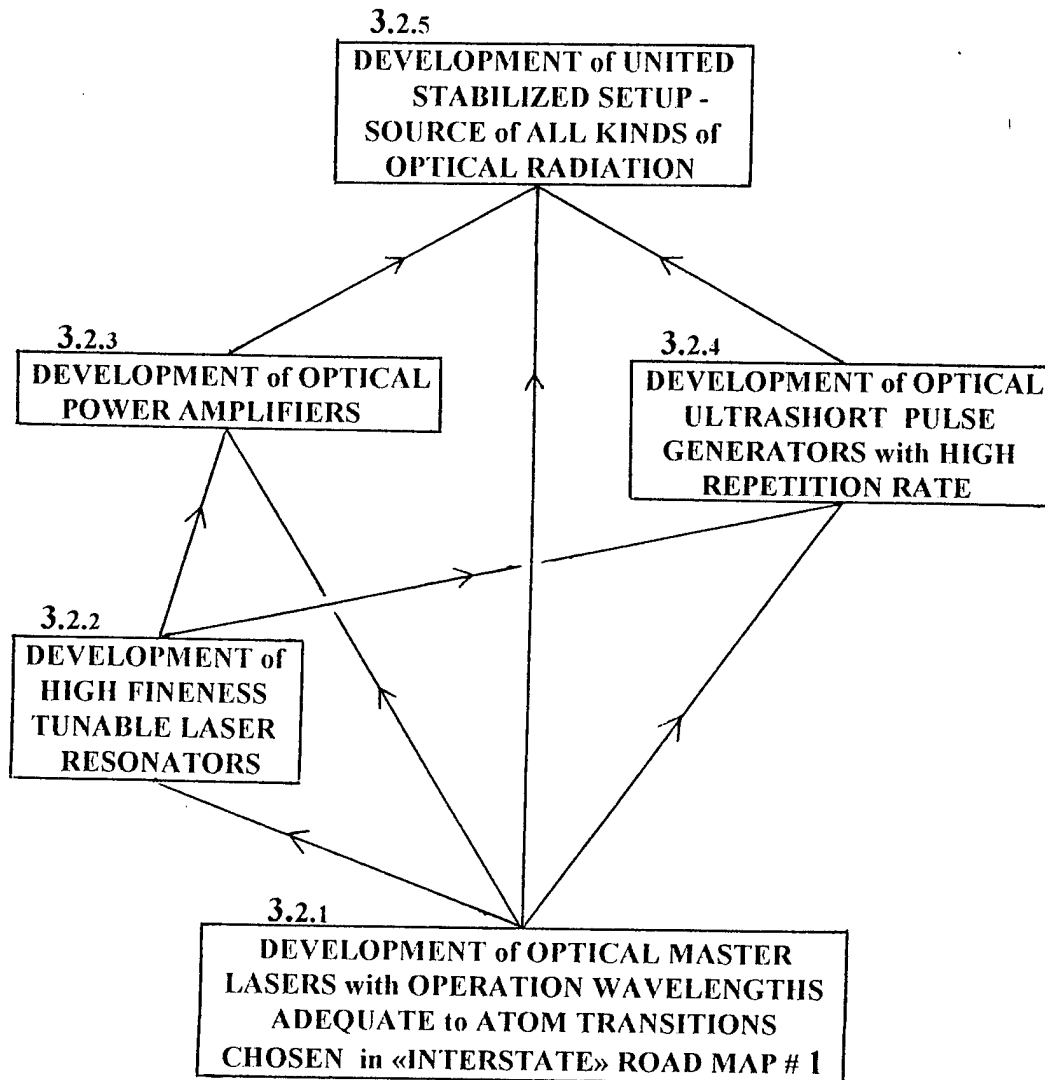 3.2.5
DEVELOPMENT of UNITED
STABILIZED SETUP -
SOURCE of ALL KINDS of
OPTICAL RADIATION
3.2.3
DEVELOPMENT of OPTICAL
POWER AMPLIFIERS
3.2.4
DEVELOPMENT of OPTICAL
ULTRASHORT PULSE
GENERATORS with HIGH
REPETITION RATE
3.2.2
DEVELOPMENT of
HIGH FINENESS
TUNABLE LASER
RESONATORS
3.2.1
DEVELOPMENT of OPTICAL MASTER
LASERS with OPERATION WAVELENGTHS
ADEQUATE to ATOM TRANSITIONS
CHOSEN in «INTERSTATE» ROAD MAP # 1